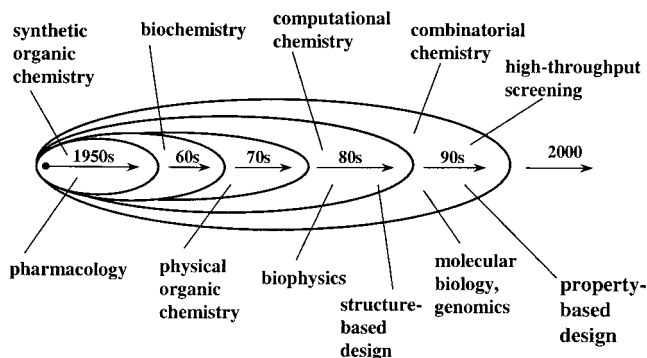 synthetic
organic
chemistry
biochemistry
computational
chemistry
combinatorial
chemistry
high-throughput
screening
1950s
60s
70s
80s
90s
2000
pharmacology
physical
organic
chemistry
biophysics
structure-
based
design
molecular
biology,
genomics
property-
based
design